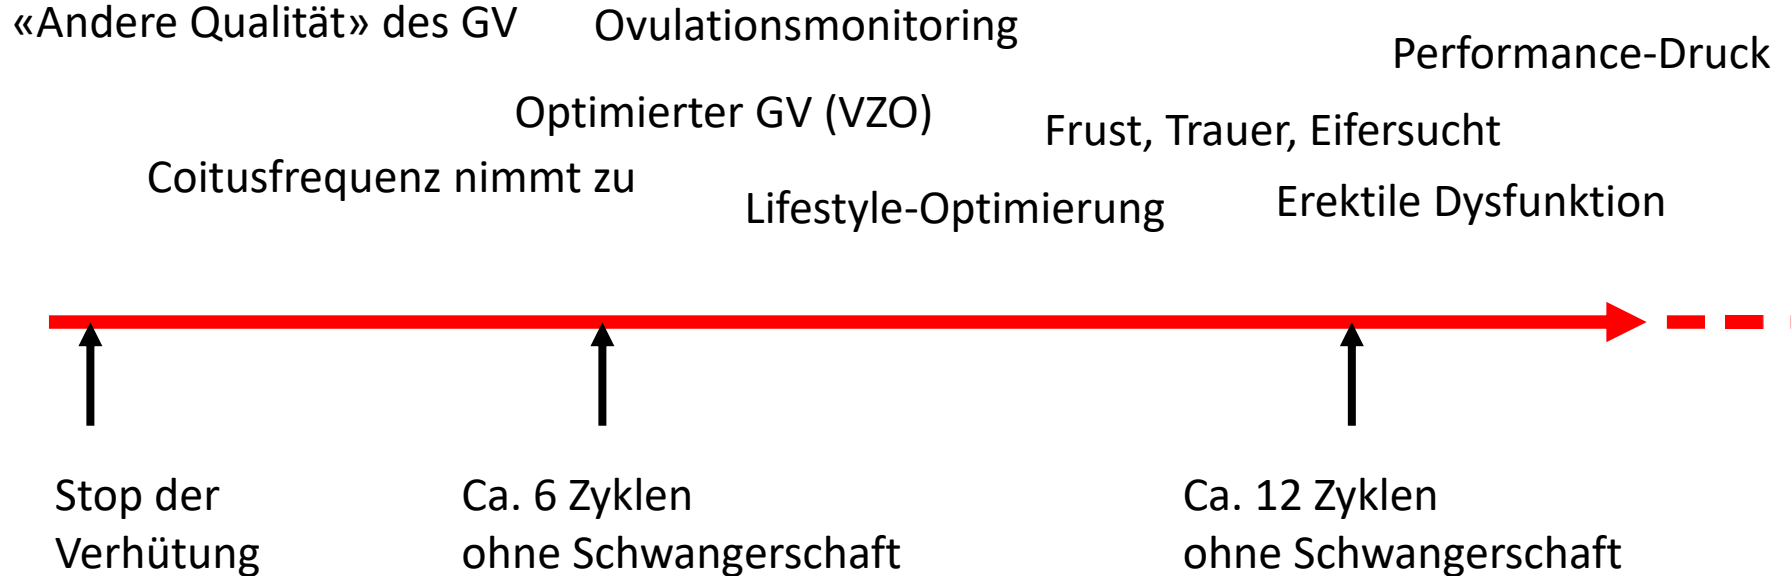 «Andere Qualität» des GV
Ovulationsmonitoring
Performance-Druck
Optimierter GV (VZO)
Frust, Trauer, Eifersucht
Coitusfrequenz nimmt zu
Lifestyle-Optimierung
Erektile Dysfunktion
Stop der
Verhütung
Ca. 6 Zyklen
ohne Schwangerschaft
Ca. 12 Zyklen
ohne Schwangerschaft